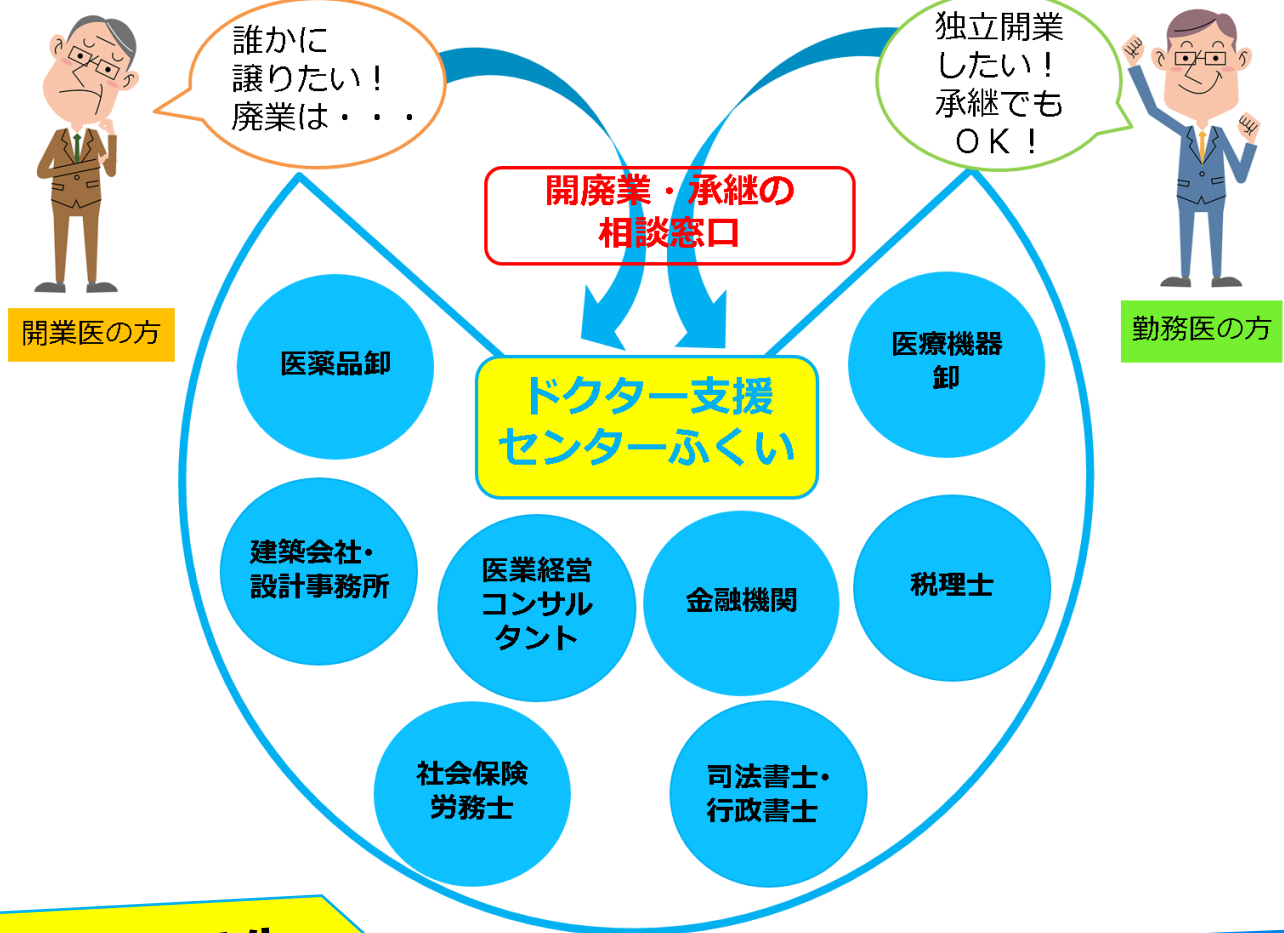 誰かに
譲りたい！
廃業は・・・
独立開業
したい！
承継でも
ＯＫ！
開廃業・承継の
相談窓口
開業医の方
勤務医の方
医薬品卸
医療機器
卸
ドクター支援
センターふくい
建築会社・
設計事務所
医業経営
コンサル
タント
金融機関
税理士
社会保険
労務士
司法書士・
行政書士